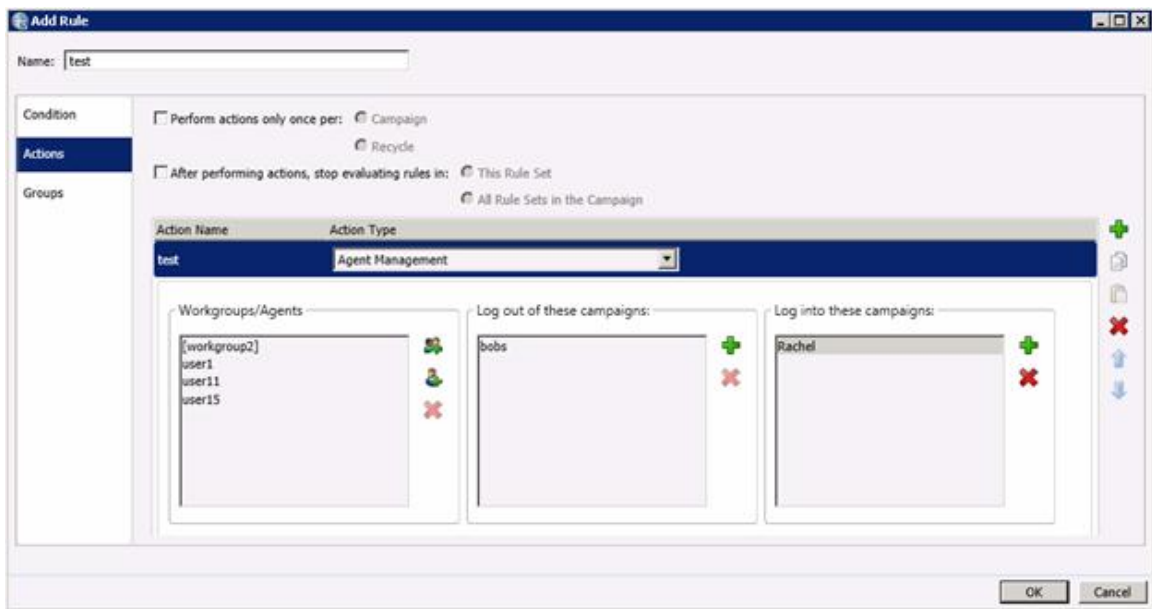 Add Rule
Name: test
Condition
Actions
Groups
Perform actions only once per: Campaign
Recycle
After performing actions, stop evaluating rules in: This Rule Set
All Rule Sets in the Campaign
Action Name Action Type
test Agent Management
Workgroups/Agents
[workgroup2]
user1
user11
user15
Log out of these campaigns:
bobs
Log into these campaigns:
Rachel
OK Cancel